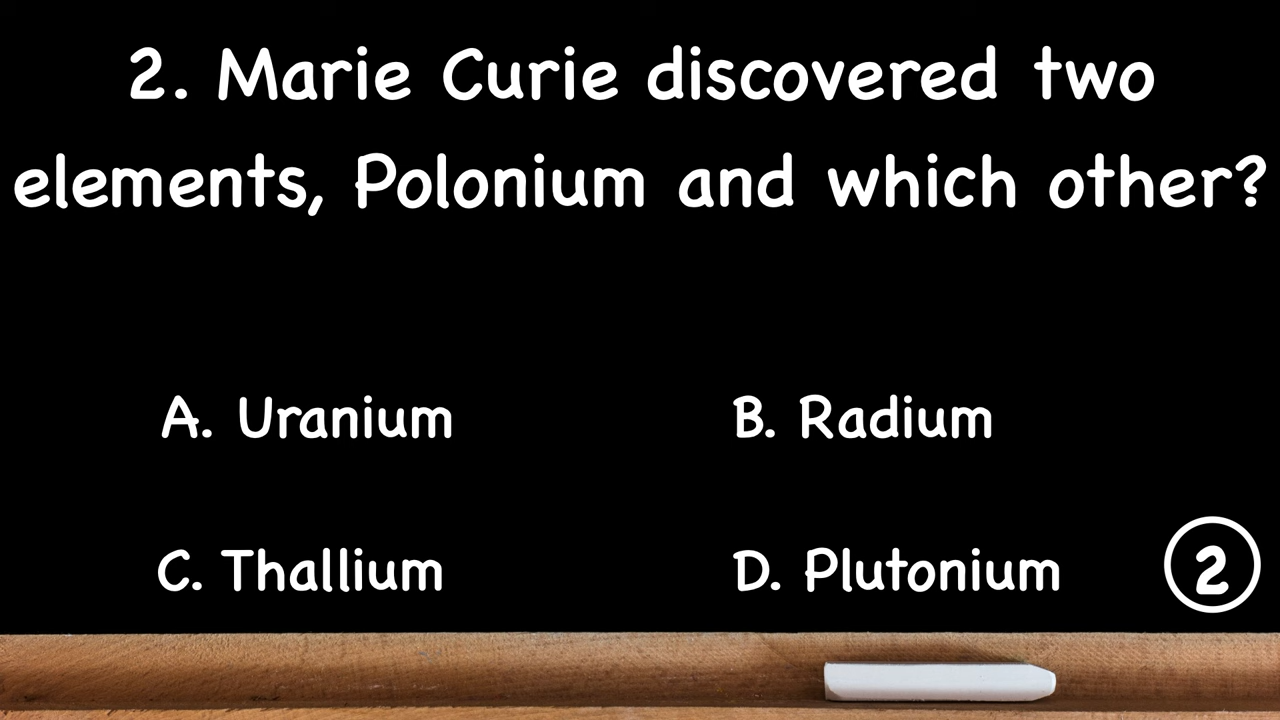 2. Marie Curie discovered two
elements, Polonium and which other?
A. Uranium
B. Radium
C. Thallium
D. Plutonium
2